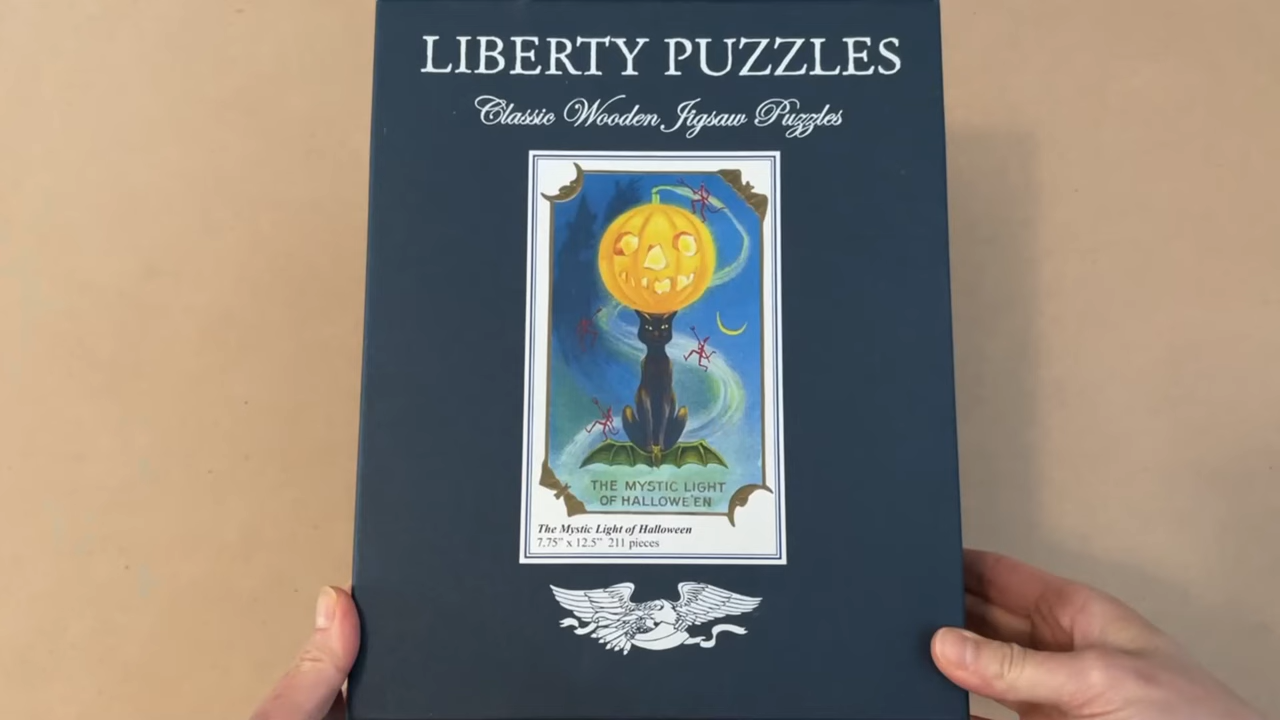 LIBERTY PUZZLES
Classic Wooden Jigsaw Puzzles
THE MYSTIC LIGHT
OF HALLOWE'EN
The Mystic Light of Halloween
7.75" x 12.5" 211 pieces